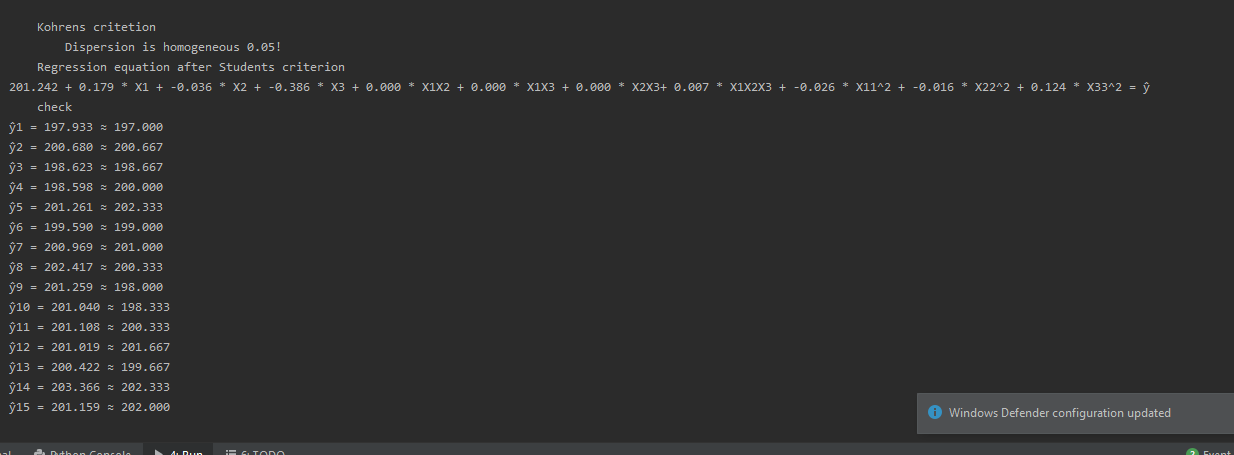 Kohrens critetion
Dispersion is homogeneous 0.05!
Regression equation after Students criterion
201.242 + 0.179 * X1 + -0.036 * X2 + -0.386 * X3 + 0.000 * X1X2 + 0.000 * X1X3 + 0.000 * X2X3+ 0.007 * X1X2X3 + -0.026 * X11^2 + -0.016 * X22^2 + 0.124 * X33^2 = ŷ
check
ŷ1 = 197.933 ≈ 197.000
ŷ2 = 200.680 ≈ 200.667
ŷ3 = 198.623 ≈ 198.667
ŷ4 = 198.598 ≈ 200.000
ŷ5 = 201.261 ≈ 202.333
ŷ6 = 199.590 ≈ 199.000
ŷ7 = 200.969 ≈ 201.000
ŷ8 = 202.417 ≈ 200.333
ŷ9 = 201.259 ≈ 198.000
ŷ10 = 201.040 ≈ 198.333
ŷ11 = 201.108 ≈ 200.333
ŷ12 = 201.019 ≈ 201.667
ŷ13 = 200.422 ≈ 199.667
ŷ14 = 203.366 ≈ 202.333
ŷ15 = 201.159 ≈ 202.000
Windows Defender configuration updated
Python Console 4: Run 6: TODO 2 Event